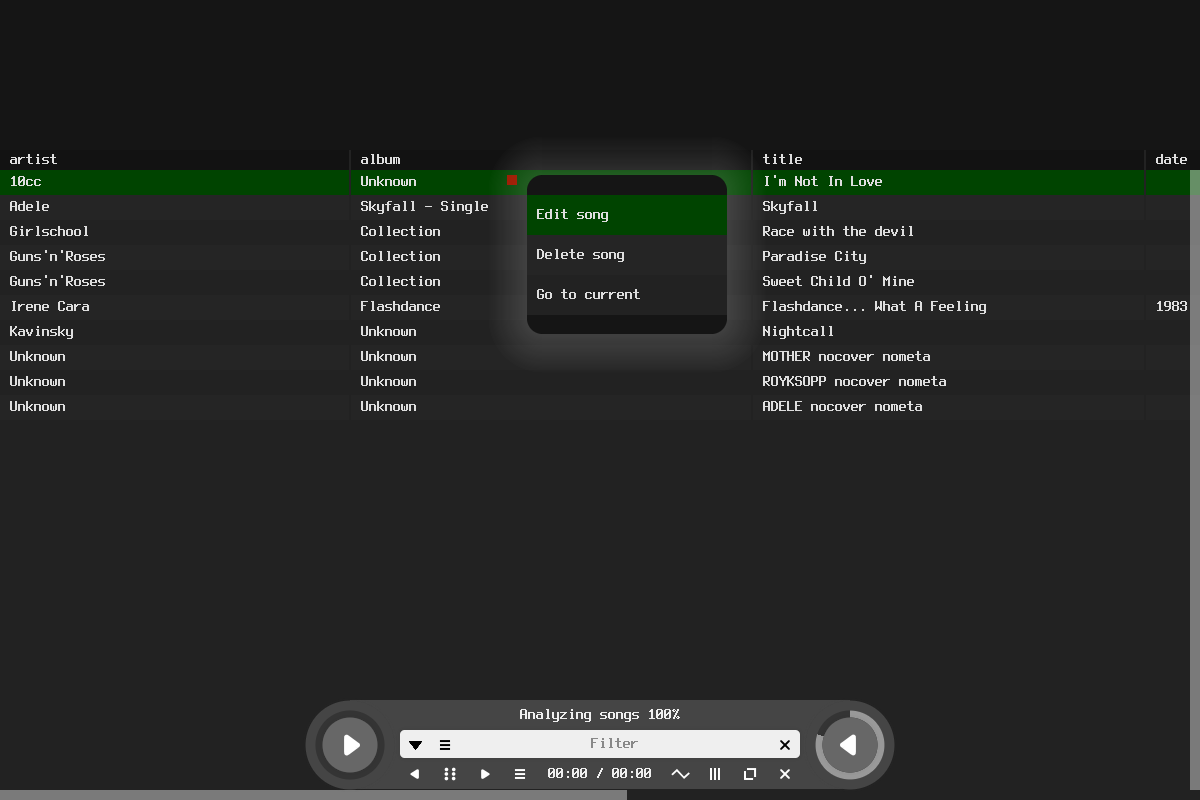 artist album title date
10cc Unknown I'm Not In Love
Adele Skyfall - Single Skyfall
Edit song
Girlschool Collection Race with the devil
Guns'n'Roses Collection Paradise City
Delete song
Guns'n'Roses Collection Sweet Child O' Mine
Go to current
Irene Cara Flashdance Flashdance... What A Feeling 1983
Kavinsky Unknown Nightcall
Unknown Unknown MOTHER nocover nometa
Unknown Unknown ROYKSOPP nocover nometa
Unknown Unknown ADELE nocover nometa
Analyzing songs 100%
Filter
00:00 / 00:00